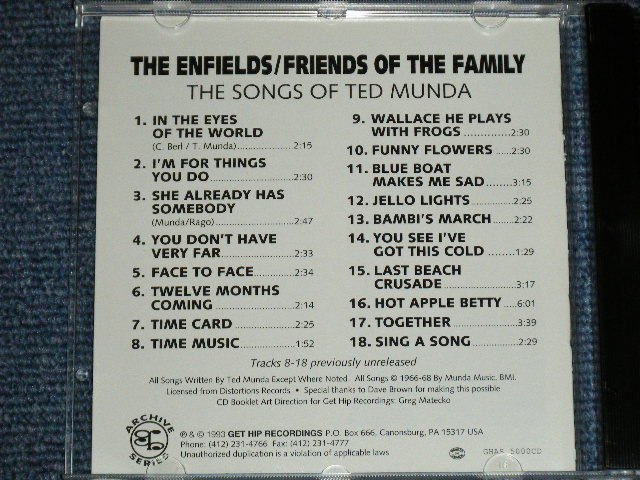 THE ENFIELDS/FRIENDS OF THE FAMILY
THE SONGS OF TED MUNDA
1. IN THE EYES
OF THE WORLD
(C. Berl / T. Munda)..........................2:15
2. I'M FOR THINGS
YOU DO..........................2:30
3. SHE ALREADY HAS
SOMEBODY
(Munda/Rago)..........................2:47
4. YOU DON'T HAVE
VERY FAR....................2:33
5. FACE TO FACE..............2:34
6. TWELVE MONTHS
COMING ........................2:14
7. TIME CARD ....................2:25
8. TIME MUSIC..................1:52
9. WALLACE HE PLAYS
WITH FROGS ..............2:30
10. FUNNY FLOWERS .....2:30
11. BLUE BOAT
MAKES ME SAD.......3:15
12. JELLO LIGHTS..............2:25
13. BAMBI'S MARCH.......2:22
14. YOU SEE I'VE
GOT THIS COLD .......1:29
15. LAST BEACH
CRUSADE....................3:17
16. HOT APPLE BETTY ....6:01
17. TOGETHER ...................3:39
18. SING A SONG..............2:29
Tracks 8-18 previously unreleased
All Songs Written By Ted Munda Except Where Noted. All Songs © 1966-68 By Munda Music. BMI.
Licensed from Distortions Records • Special thanks to Dave Brown for making this possible
CD Booklet Art Direction for Get Hip Recordings: Greg Matecko
ARCHIVE
SERIES
℗ & © 1993 GET HIP RECORDINGS P.O. Box 666, Canonsburg, PA 15317 USA
Phone: (412) 231-4766 Fax: (412) 231-4777
Unauthorized duplication is a violation of applicable laws
GHAS 5000CD